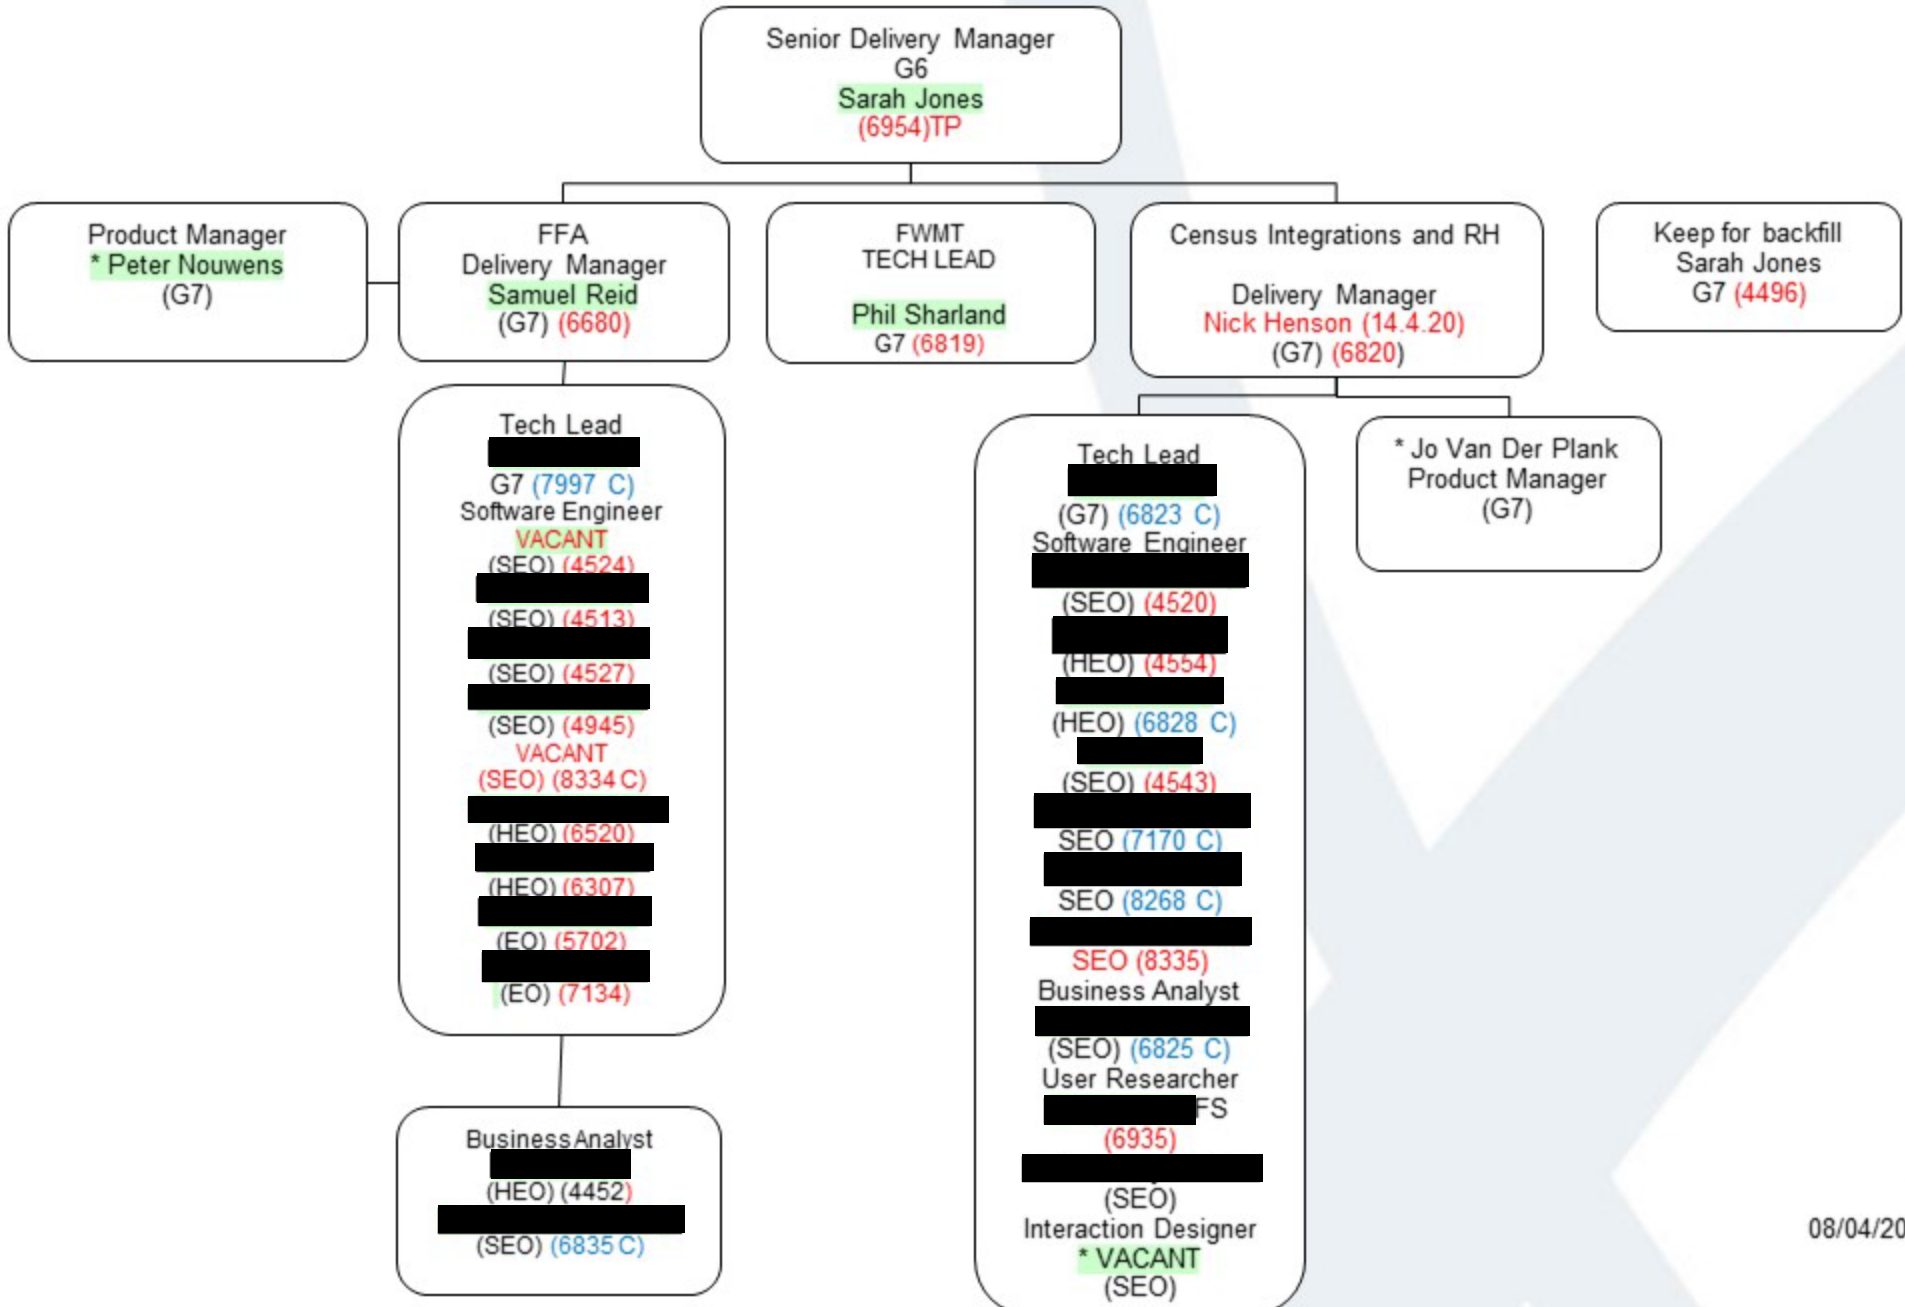 Senior Delivery Manager
G6
Sarah Jones
(6954)TP
Product Manager
* Peter Nouwens
(G7)
FFA
Delivery Manager
Samuel Reid
(G7) (6680)
FWMT
TECH LEAD
Phil Sharland
G7 (6819)
Census Integrations and RH
Delivery Manager
Nick Henson (14.4.20)
(G7) (6820)
Keep for backfill
Sarah Jones
G7 (4496)
Tech Lead
G7 (7997 C)
Software Engineer
VACANT
(SEO) (4524)
(SEO) (4513)
(SEO) (4527)
(SEO) (4945)
VACANT
(SEO) (8334 C)
(HEO) (6520)
(HEO) (6307)
(EO) (5702)
(EO) (7134)
Business Analyst
(HEO) (4452)
(SEO) (6835 C)
Tech Lead
(G7) (6823 C)
Software Engineer
(SEO) (4520)
(HEO) (4554)
(HEO) (6828 C)
(SEO) (4543)
SEO (7170 C)
SEO (8268 C)
SEO (8335)
Business Analyst
(SEO) (6825 C)
User Researcher
FS
(6935)
(SEO)
Interaction Designer
* VACANT
(SEO)
* Jo Van Der Plank
Product Manager
(G7)
08/04/20